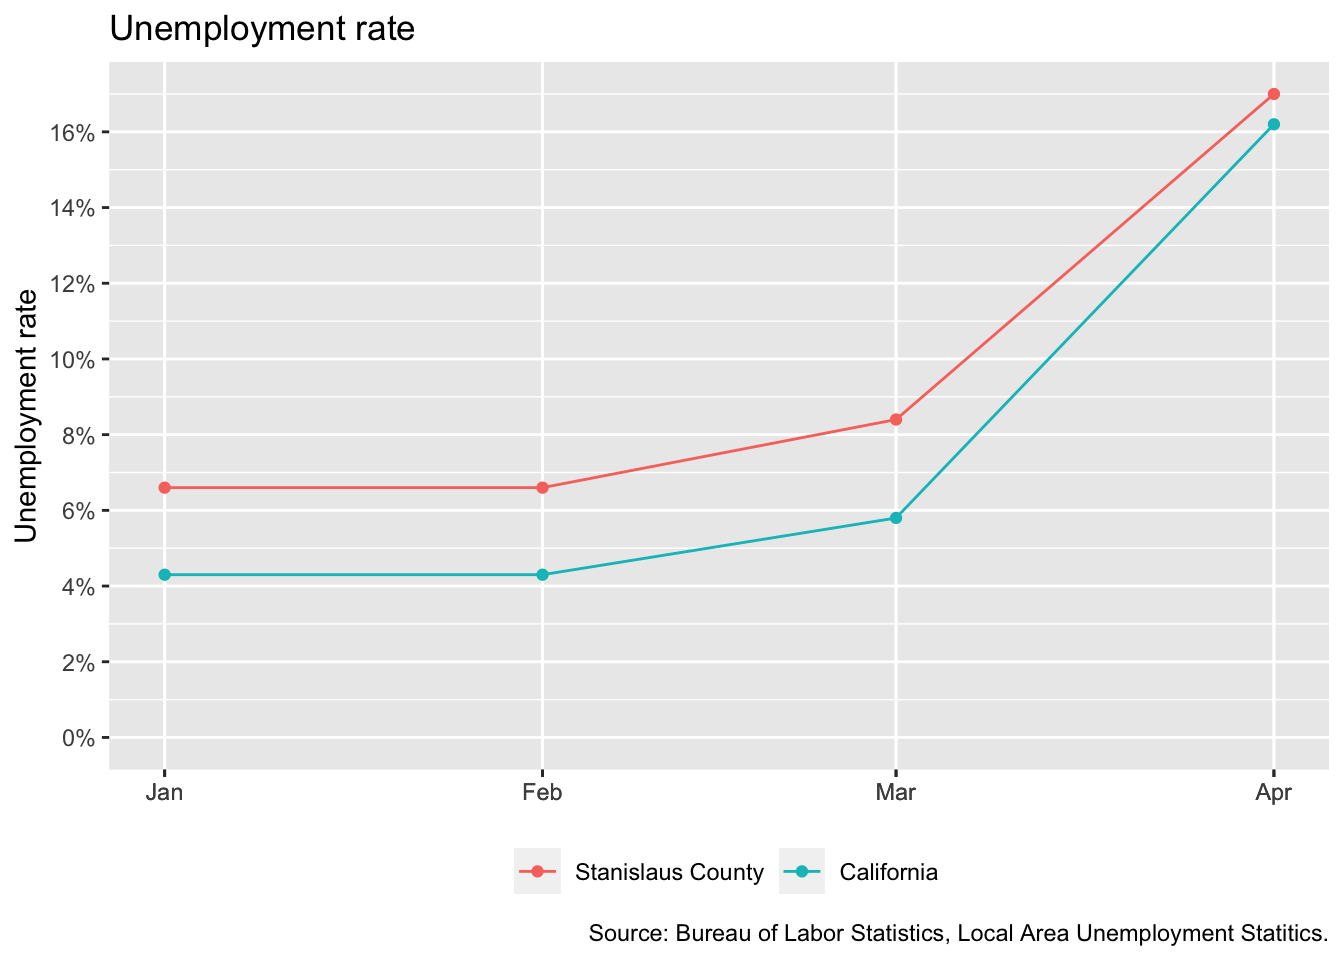 Unemployment rate
Unemployment rate
16%
14%
12%
10%
8%
6%
4%
2%
0%
Jan Feb Mar Apr
Stanislaus County California
Source: Bureau of Labor Statistics, Local Area Unemployment Statitics.